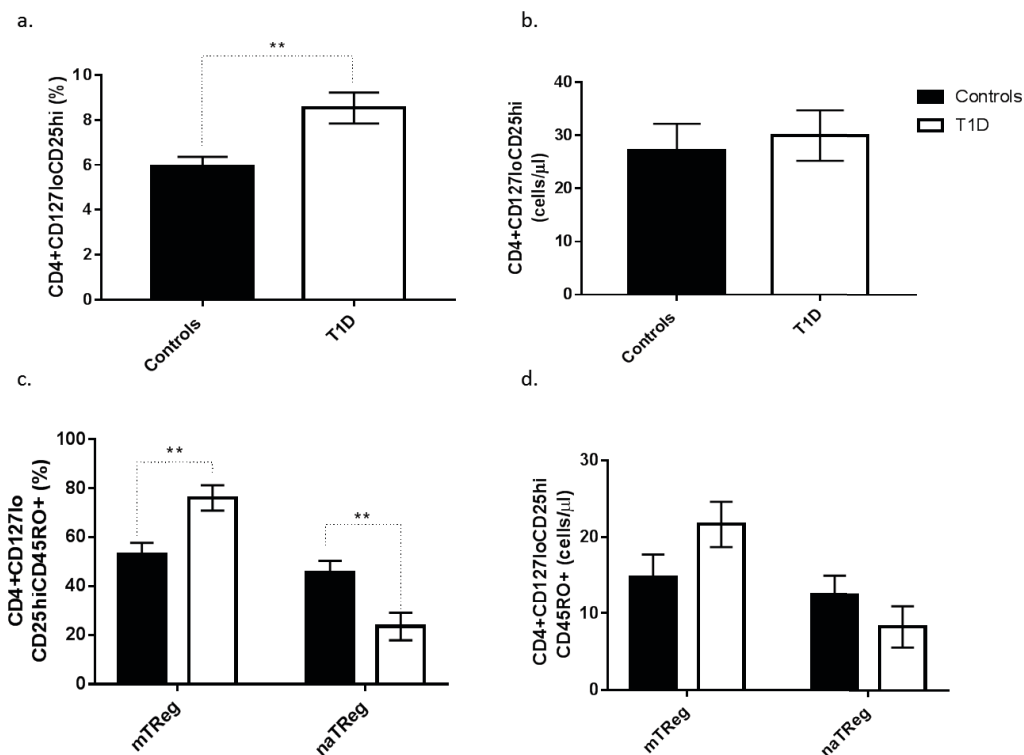 a.
**
10
8
6
4
2
0
CD4+CD127loCD25hi (%)
Controls
T1D
b.
40
30
20
10
0
CD4+CD127loCD25hi
(cells/µl)
Controls
T1D
Controls
T1D
c.
100
80
60
40
20
0
CD4+CD127lo
CD25hiCD45RO+ (%)
**
**
mTReg
naTReg
d.
30
20
10
0
CD4+CD127loCD25hi
CD45RO+ (cells/µl)
mTReg
naTReg